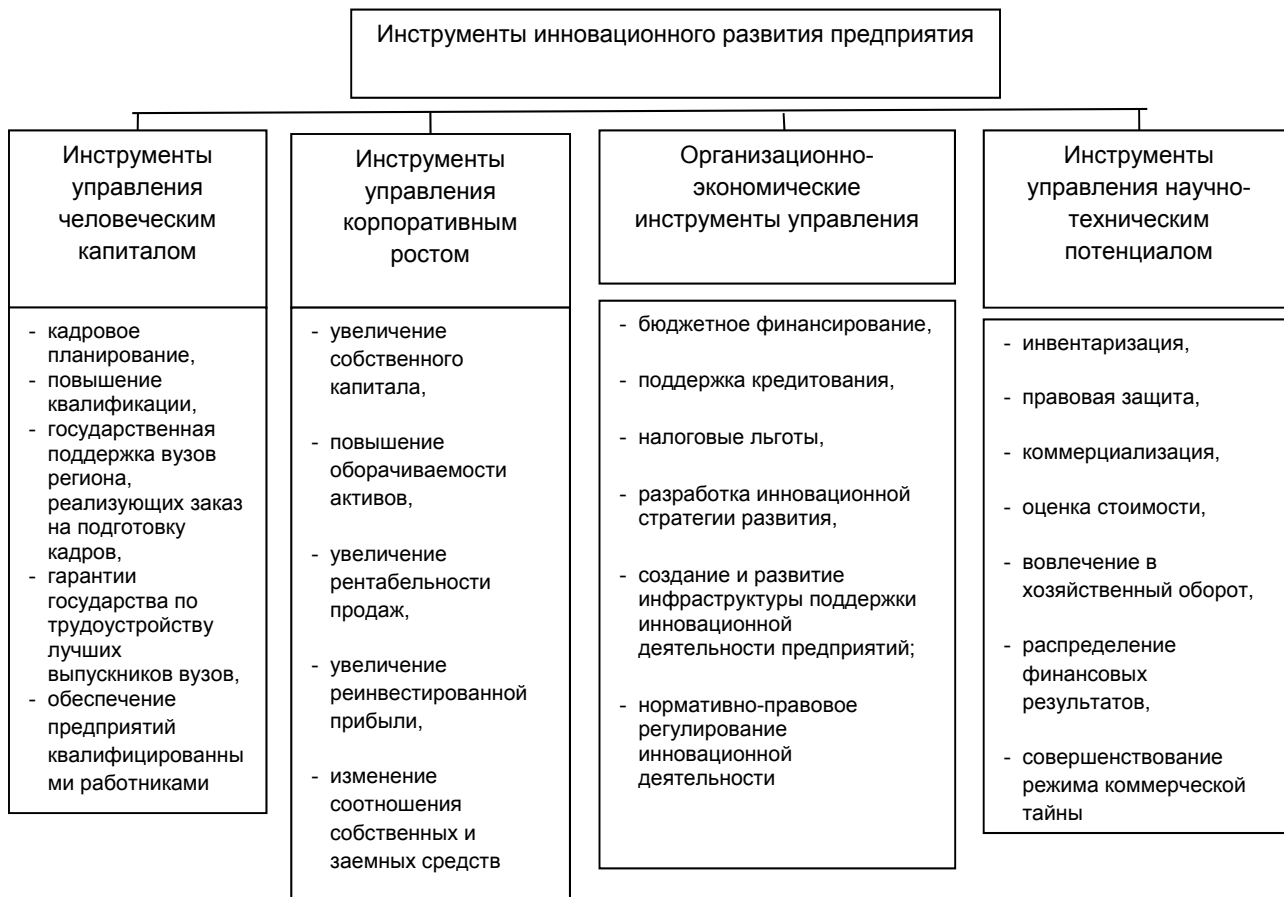 Инструменты инновационного развития предприятия
Инструменты
управления
человеческим
капиталом
- кадровое
планирование,
- повышение
квалификации,
- государственная
поддержка вузов
региона,
реализующих заказ
на подготовку
кадров,
- гарантии
государства по
трудоустройству
лучших
выпускников вузов,
- обеспечение
предприятий
квалифицированны
ми работниками
Инструменты
управления
корпоративным
ростом
- увеличение
собственного
капитала,
- повышение
оборачиваемости
активов,
- увеличение
рентабельности
продаж,
- увеличение
реинвестированной
прибыли,
- изменение
соотношения
собственных и
заемных средств
Организационно-
экономические
инструменты управления
- бюджетное финансирование,
- поддержка кредитования,
- налоговые льготы,
- разработка инновационной
стратегии развития,
- создание и развитие
инфраструктуры поддержки
инновационной
деятельности предприятий;
- нормативно-правовое
регулирование
инновационной
деятельности
Инструменты
управления научно-
техническим
потенциалом
- инвентаризация,
- правовая защита,
- коммерциализация,
- оценка стоимости,
- вовлечение в
хозяйственный оборот,
- распределение
финансовых
результатов,
- совершенствование
режима коммерческой
тайны